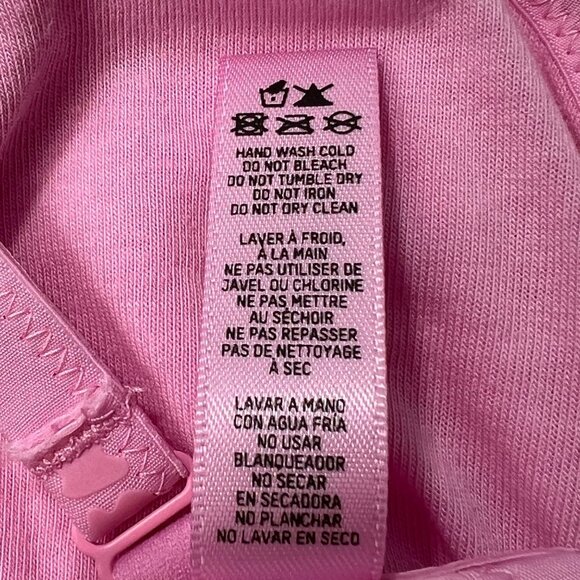 HAND WASH COLD
DO NOT BLEACH
DO NOT TUMBLE DRY
DO NOT IRON
DO NOT DRY CLEAN
LAVER À FROID,
À LA MAIN
NE PAS UTILISER DE
JAVEL OU CHLORINE
NE PAS METTRE
AU SÉCHOIR
NE PAS REPASSER
PAS DE NETTOYAGE
À SEC
LAVAR A MANO
CON AGUA FRÍA
NO USAR
BLANQUEADOR
NO SECAR
EN SECADORA
NO PLANCHAR
NO LAVAR EN SECO